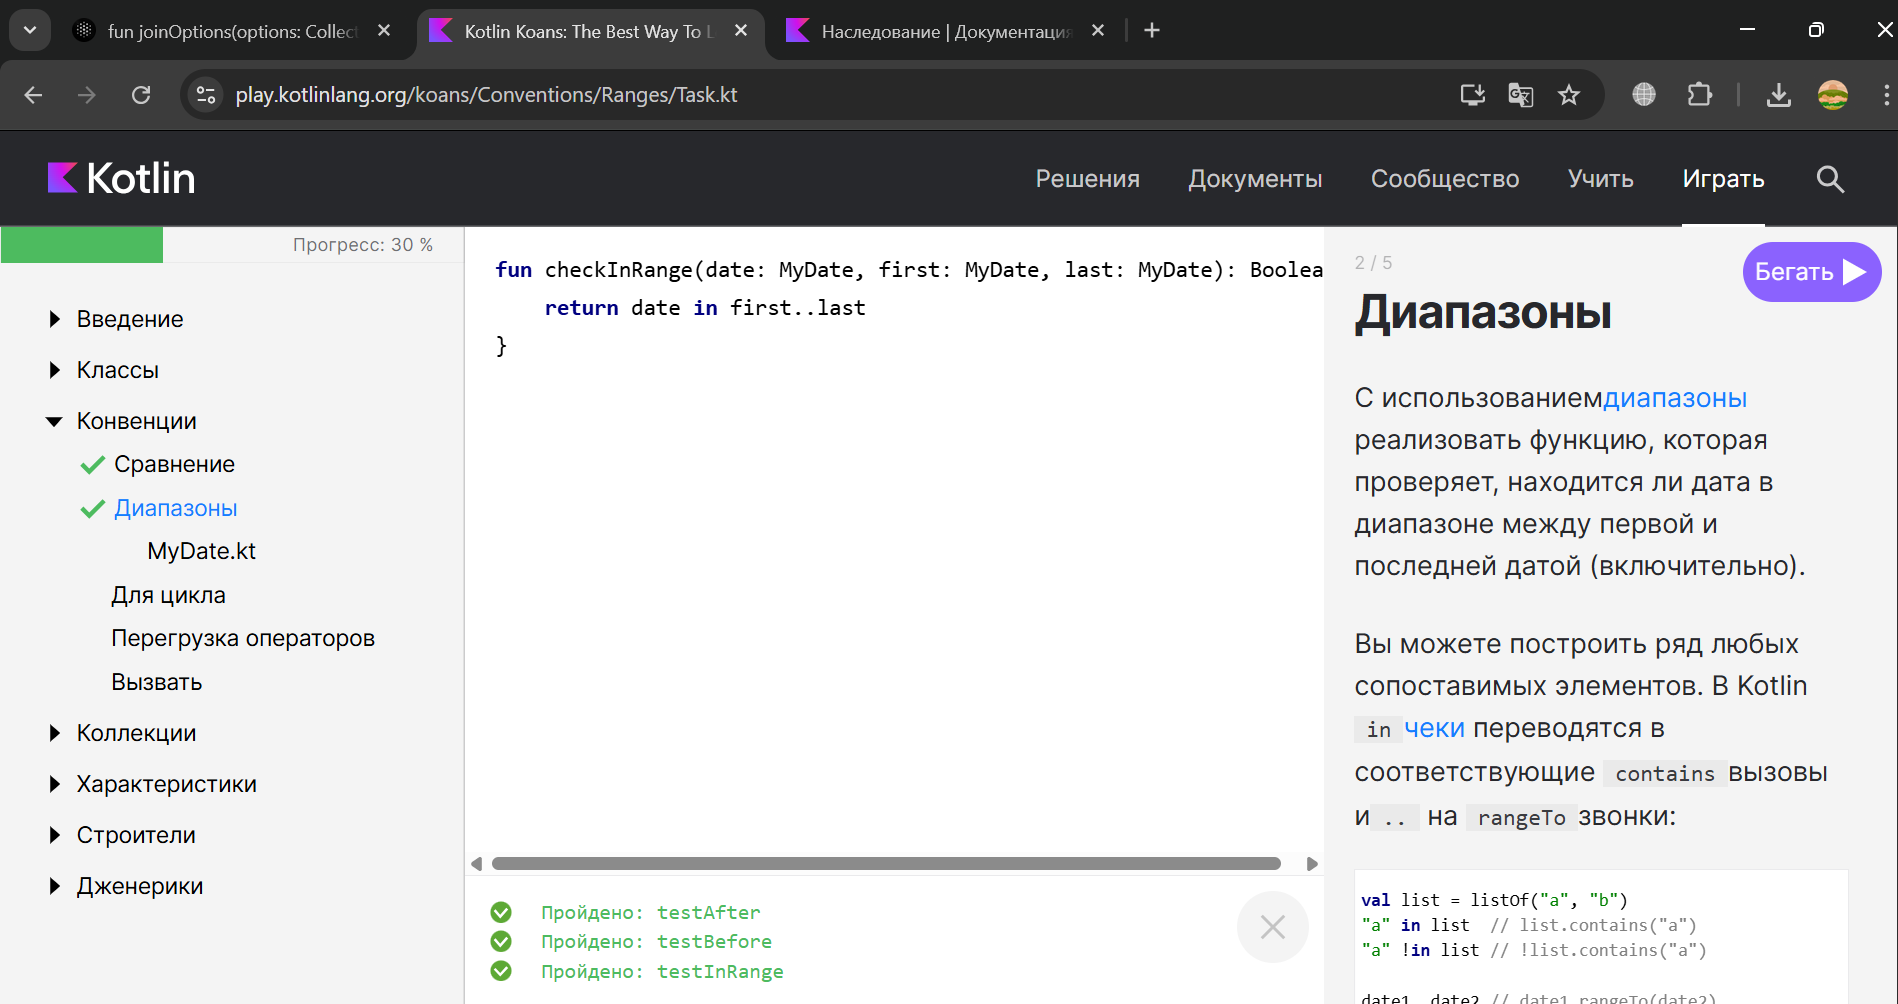 fun joinOptions(options: Collect
Kotlin Koans: The Best Way To L
Наследование | Документация
play.kotlinlang.org/koans/Conventions/Ranges/Task.kt
Kotlin
Решения
Документы
Сообщество
Учить
Играть
Прогресс: 30 %
Введение
Классы
Конвенции
Сравнение
Диапазоны
MyDate.kt
Для цикла
Перегрузка операторов
Вызвать
Коллекции
Характеристики
Строители
Дженерики
fun checkInRange(date: MyDate, first: MyDate, last: MyDate): Boolea
return date in first..last
}
Пройдено: testAfter
Пройдено: testBefore
Пройдено: testInRange
2 / 5
Бегать
Диапазоны
С использованиемдиапазоны
реализовать функцию, которая
проверяет, находится ли дата в
диапазоне между первой и
последней датой (включительно).
Вы можете построить ряд любых
сопоставимых элементов. В Kotlin
in чеки переводятся в
соответствующие contains вызовы
и .. на rangeTo звонки:
val list = listOf("a", "b")
"a" in list // list.contains("a")
"a" !in list // !list.contains("a")
date1..date2 // date1.rangeTo(date2)